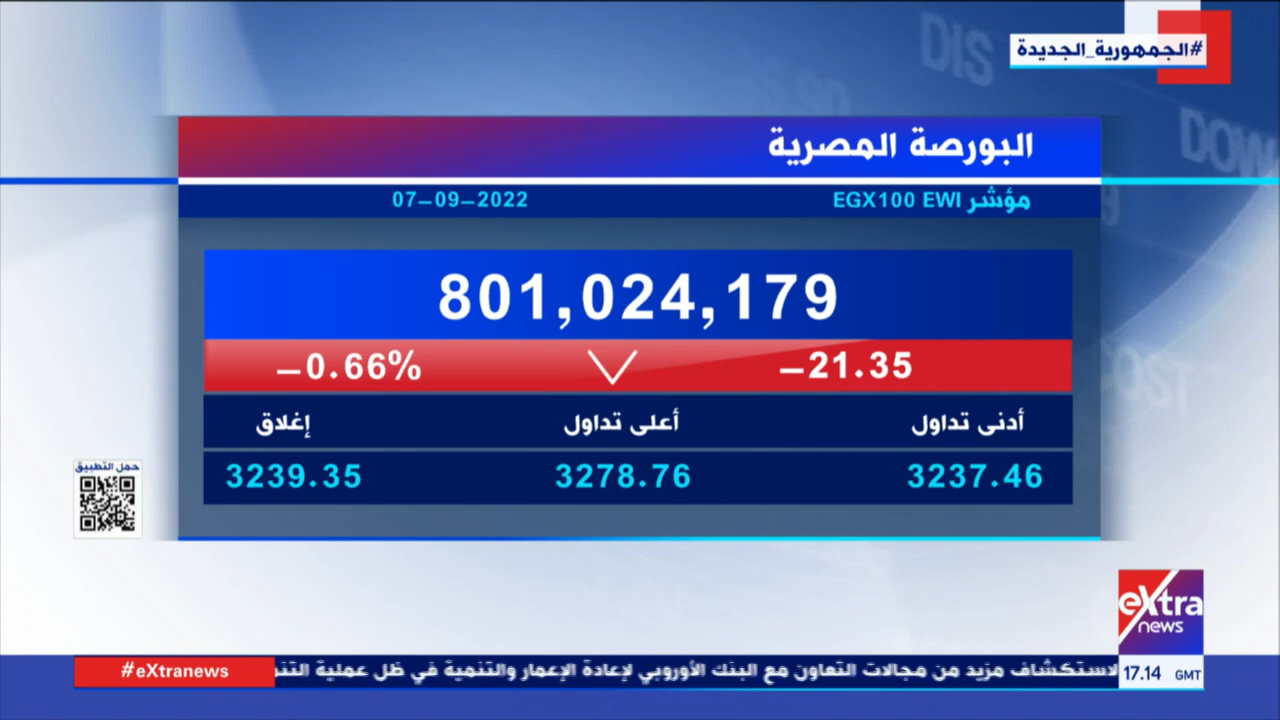 #الجمهورية_الجديدة
DIS
DOW
البورصة المصرية
مؤشر EGX100 EWI
07-09-2022
801,024,179
-21.35
-0.66%
أدنى تداول
أعلى تداول
إغلاق
3237.46
3278.76
3239.35
حمل التطبيق
eXtra
news
لاستكشاف مزيد من مجالات التعاون مع البنك الأوروبي لإعادة الإعمار والتنمية في ظل عملية
#eXtranews
17.14 GMT